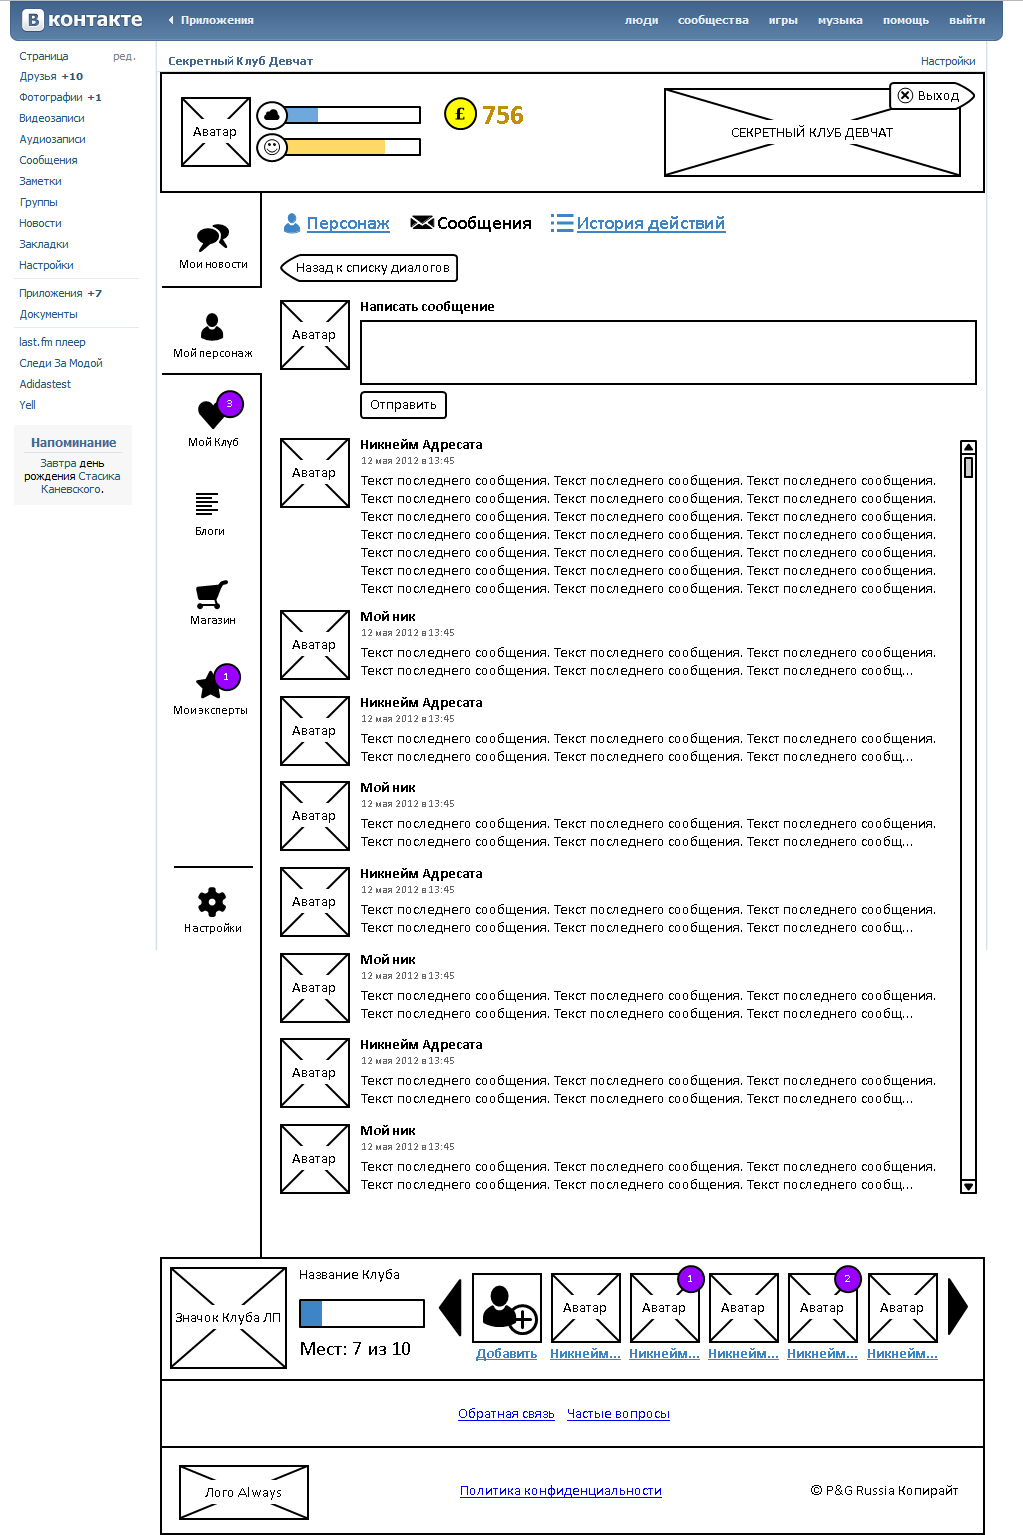 В контакте
Приложения
люди сообщества игры музыка помощь выйти
Страница ред.
Друзья +10
Фотографии +1
Видеозаписи
Аудиозаписи
Сообщения
Заметки
Группы
Новости
Закладки
Настройки
Приложения +7
Документы
last.fm плеер
Следи За Модой
Adidastest
Yell
Напоминание
Завтра день
рождения Стасика
Каневского.
Секретный Клуб Девчат Настройки
Аватар
£ 756
СЕКРЕТНЫЙ КЛУБ ДЕВЧАТ
Выход
Мои новости
Мой персонаж
3
Мой Клуб
Блоги
Магазин
1
Мои эксперты
Настройки
Персонаж Сообщения История действий
Назад к списку диалогов
Аватар
Написать сообщение
Отправить
Аватар
Никнейм Адресата
12 мая 2012 в 13:45
Текст последнего сообщения. Текст последнего сообщения. Текст последнего сообщения.
Текст последнего сообщения. Текст последнего сообщения. Текст последнего сообщения.
Текст последнего сообщения. Текст последнего сообщения. Текст последнего сообщения.
Текст последнего сообщения. Текст последнего сообщения. Текст последнего сообщения.
Текст последнего сообщения. Текст последнего сообщения. Текст последнего сообщения.
Текст последнего сообщения. Текст последнего сообщения. Текст последнего сообщения.
Текст последнего сообщения. Текст последнего сообщения. Текст последнего сообщения.
Аватар
Мой ник
12 мая 2012 в 13:45
Текст последнего сообщения. Текст последнего сообщения. Текст последнего сообщения.
Текст последнего сообщения. Текст последнего сообщения. Текст последнего сообщ...
Аватар
Никнейм Адресата
12 мая 2012 в 13:45
Текст последнего сообщения. Текст последнего сообщения. Текст последнего сообщения.
Текст последнего сообщения. Текст последнего сообщения. Текст последнего сообщ...
Аватар
Мой ник
12 мая 2012 в 13:45
Текст последнего сообщения. Текст последнего сообщения. Текст последнего сообщения.
Текст последнего сообщения. Текст последнего сообщения. Текст последнего сообщ...
Аватар
Никнейм Адресата
12 мая 2012 в 13:45
Текст последнего сообщения. Текст последнего сообщения. Текст последнего сообщения.
Текст последнего сообщения. Текст последнего сообщения. Текст последнего сообщ...
Аватар
Мой ник
12 мая 2012 в 13:45
Текст последнего сообщения. Текст последнего сообщения. Текст последнего сообщения.
Текст последнего сообщения. Текст последнего сообщения. Текст последнего сообщ...
Аватар
Никнейм Адресата
12 мая 2012 в 13:45
Текст последнего сообщения. Текст последнего сообщения. Текст последнего сообщения.
Текст последнего сообщения. Текст последнего сообщения. Текст последнего сообщ...
Аватар
Мой ник
12 мая 2012 в 13:45
Текст последнего сообщения. Текст последнего сообщения. Текст последнего сообщения.
Текст последнего сообщения. Текст последнего сообщения. Текст последнего сообщ...
Значок Клуба ЛП
Название Клуба
Мест: 7 из 10
1 2
Аватар Аватар Аватар Аватар Аватар
Добавить Никнейм... Никнейм... Никнейм... Никнейм... Никнейм...
Обратная связь Частые вопросы
Лого Always
Политика конфиденциальности
© P&G Russia Копирайт